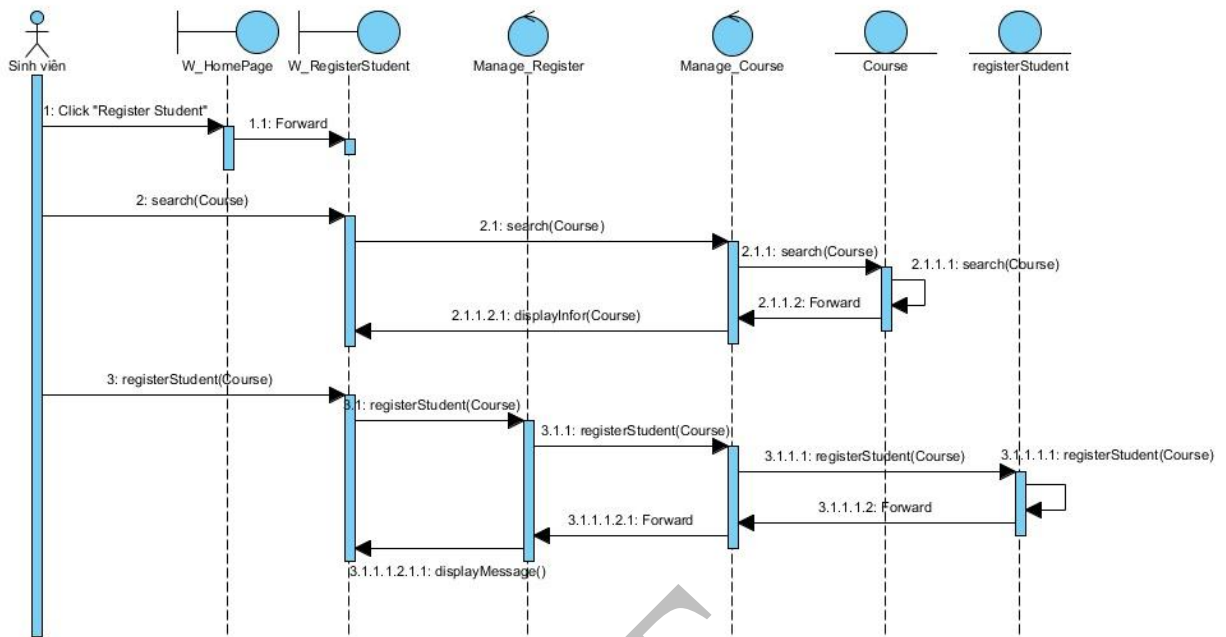 Sinh viên
W_HomePage
W_RegisterStudent
Manage_Register
Manage_Course
Course
registerStudent
1: Click "Register Student"
1.1: Forward
2: search(Course)
2.1: search(Course)
2.1.1: search(Course)
2.1.1.1: search(Course)
2.1.1.2: Forward
2.1.1.2.1: displayInfor(Course)
3: registerStudent(Course)
3.1: registerStudent(Course)
3.1.1: registerStudent(Course)
3.1.1.1: registerStudent(Course)
3.1.1.1.1: registerStudent(Course)
3.1.1.1.2: Forward
3.1.1.1.2.1: Forward
3.1.1.1.2.1.1: displayMessage()